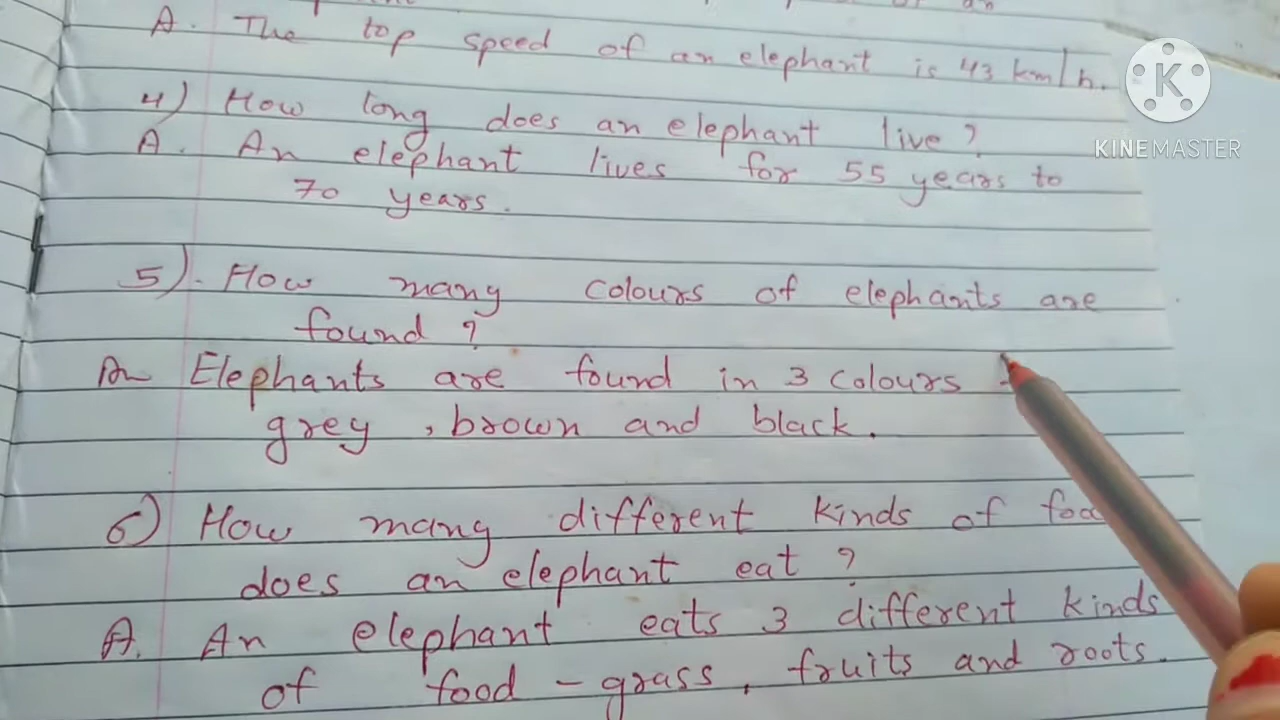 an
A. The top speed of an elephant is 43 km/h.
4) How long does an elephant live?
A. An elephant lives for 55 years to
70 years.
5). How many colours of elephants are
found?
An Elephants are found in 3 colours -
grey, brown and black.
6) How many different kinds of food
does an elephant eat?
A. An elephant eats 3 different kinds
of food - grass, fruits and roots.
K
KINEMASTER